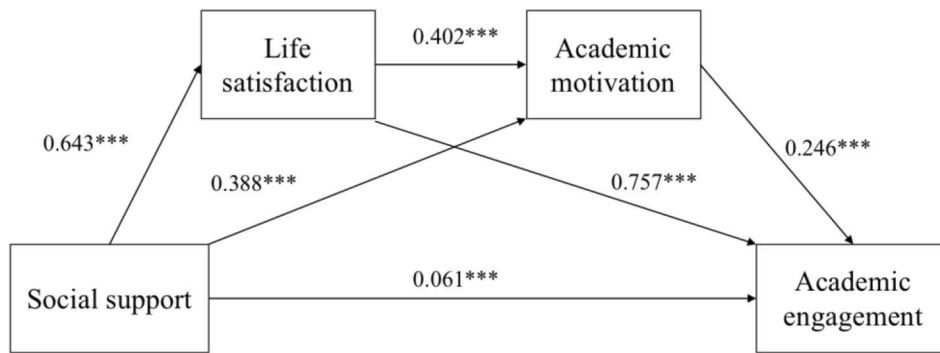 Life
satisfaction
0.402***
Academic
motivation
0.643***
0.388***
0.757***
0.246***
Social support
0.061***
Academic
engagement